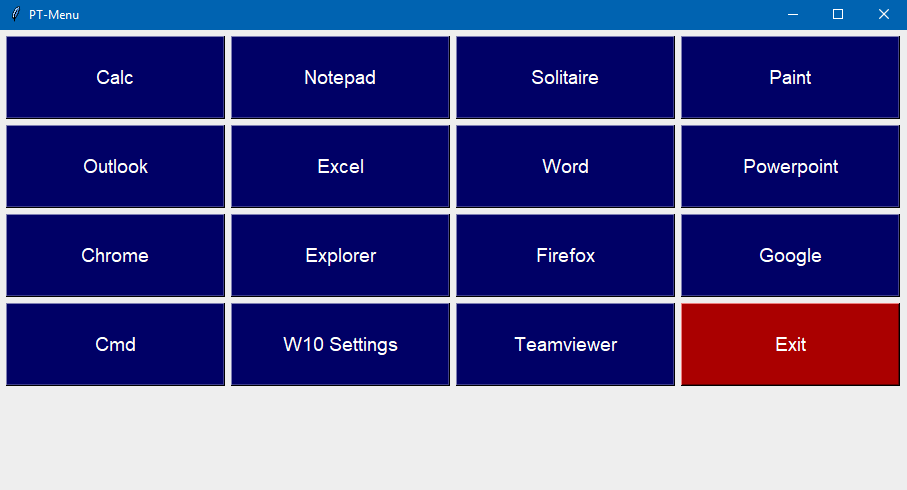 PT-Menu
Calc
Notepad
Solitaire
Paint
Outlook
Excel
Word
Powerpoint
Chrome
Explorer
Firefox
Google
Cmd
W10 Settings
Teamviewer
Exit